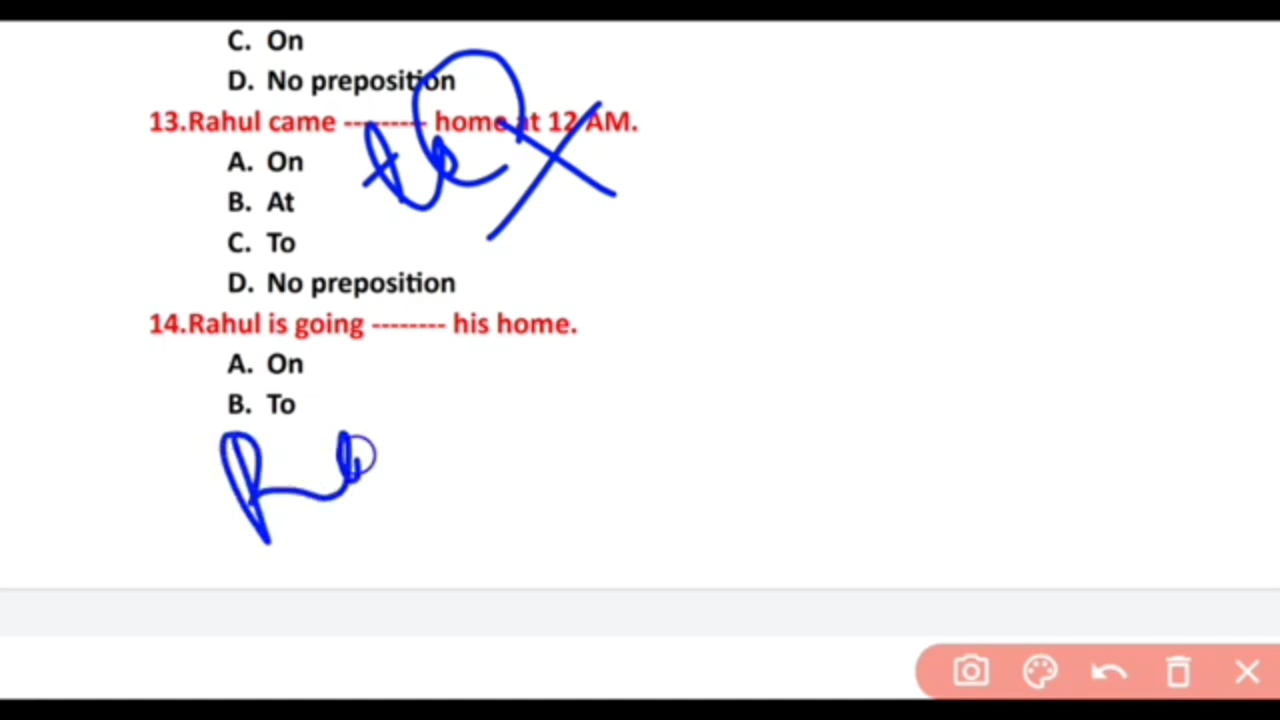 C. On
D. No preposition
13.Rahul came -------- home at 12 AM.
A. On
B. At
C. To
D. No preposition
14.Rahul is going -------- his home.
A. On
B. To